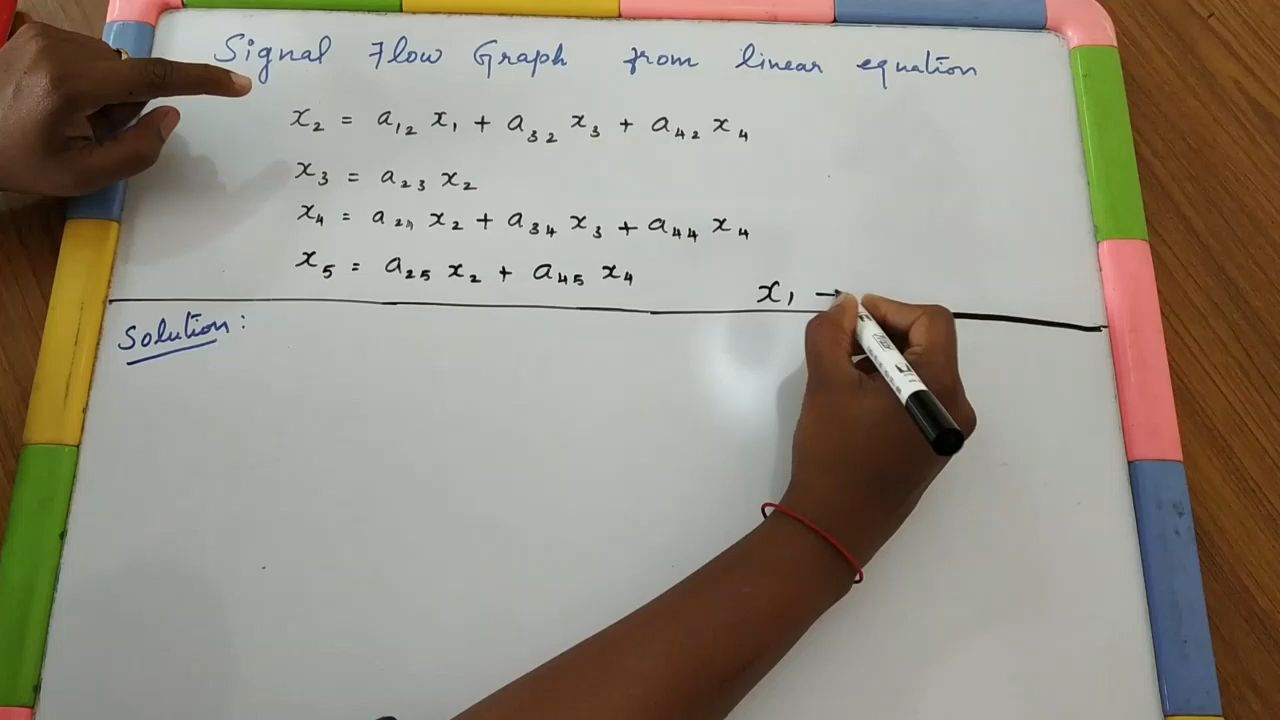 Signal Flow Graph from linear equation
x₂ = a₁₂ x₁ + a₃₂ x₃ + a₄₂ x₄
x₃ = a₂₃ x₂
x₄ = a₂₄ x₂ + a₃₄ x₃ + a₄₄ x₄
x₅ = a₂₅ x₂ + a₄₅ x₄
x₁ –
Solution: